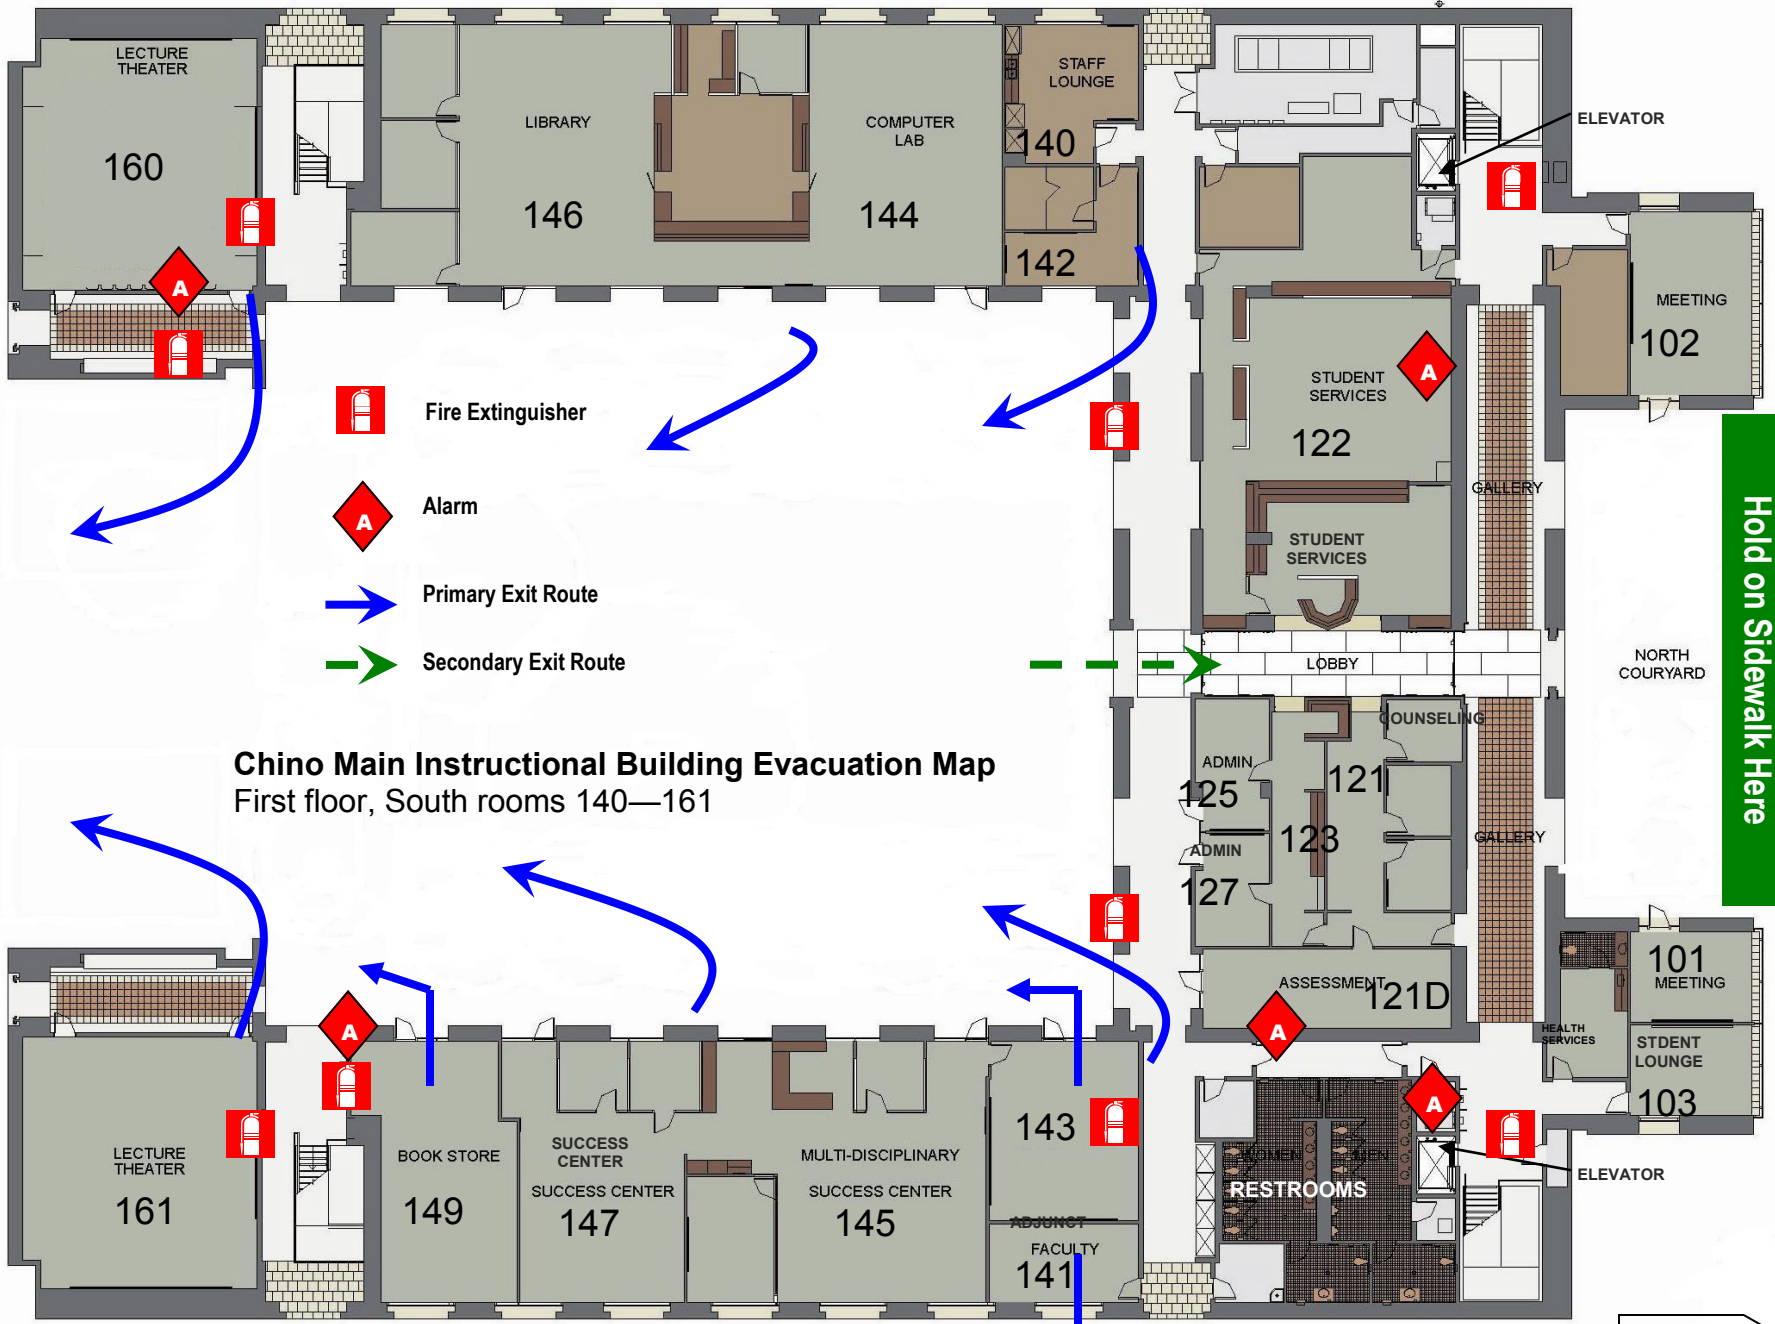 LECTURE
THEATER
160
LIBRARY
146
COMPUTER
LAB
144
STAFF
LOUNGE
140
142
ELEVATOR
MEETING
102
A
A
STUDENT
SERVICES
122
GALLERY
STUDENT
SERVICES
Fire Extinguisher
A
Alarm
Primary Exit Route
Secondary Exit Route
LOBBY
NORTH
COURYARD
Hold on Sidewalk Here
Chino Main Instructional Building Evacuation Map
First floor, South rooms 140—161
COUNSELING
ADMIN
125
121
123
ADMIN
127
GALLERY
ASSESSMENT
121D
101
MEETING
HEALTH
SERVICES
STDENT
LOUNGE
103
A
A
A
LECTURE
THEATER
161
BOOK STORE
149
SUCCESS
CENTER
SUCCESS CENTER
147
MULTI-DISCIPLINARY
SUCCESS CENTER
145
143
ADJUNCT
FACULTY
141
WOMEN
MEN
RESTROOMS
ELEVATOR